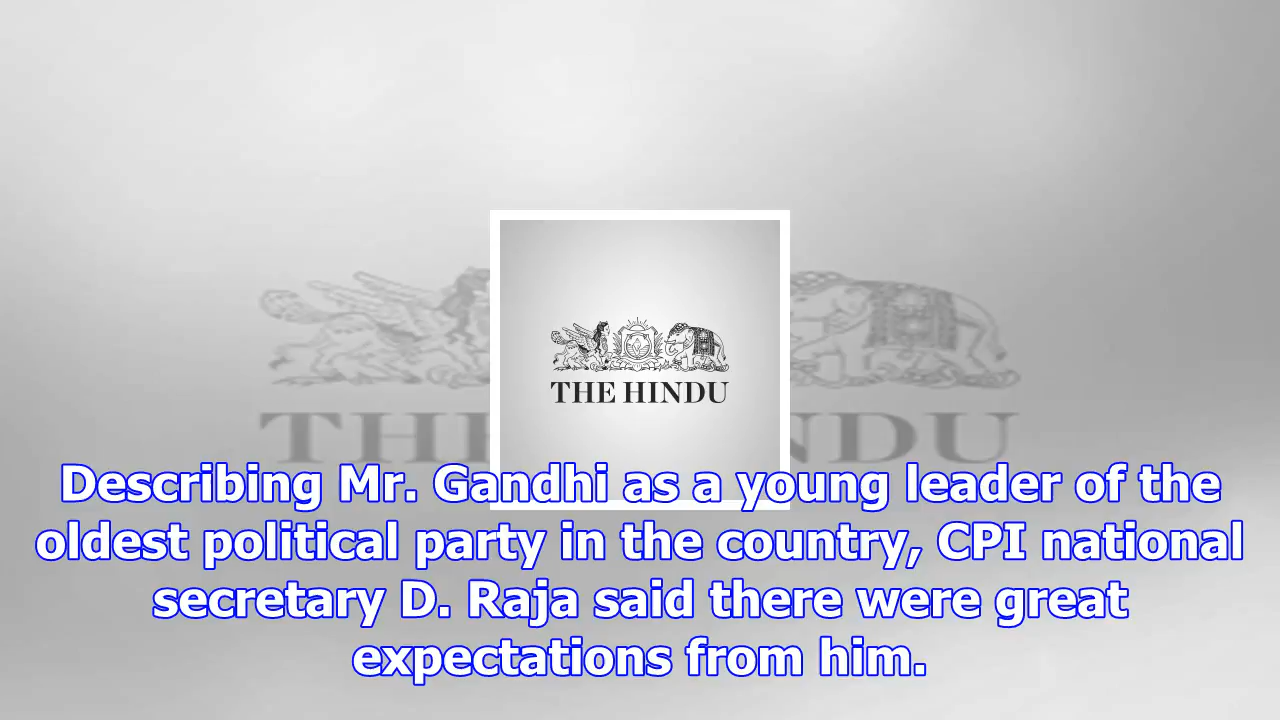 THE HINDU
Describing Mr. Gandhi as a young leader of the
oldest political party in the country, CPI national
secretary D. Raja said there were great
expectations from him.